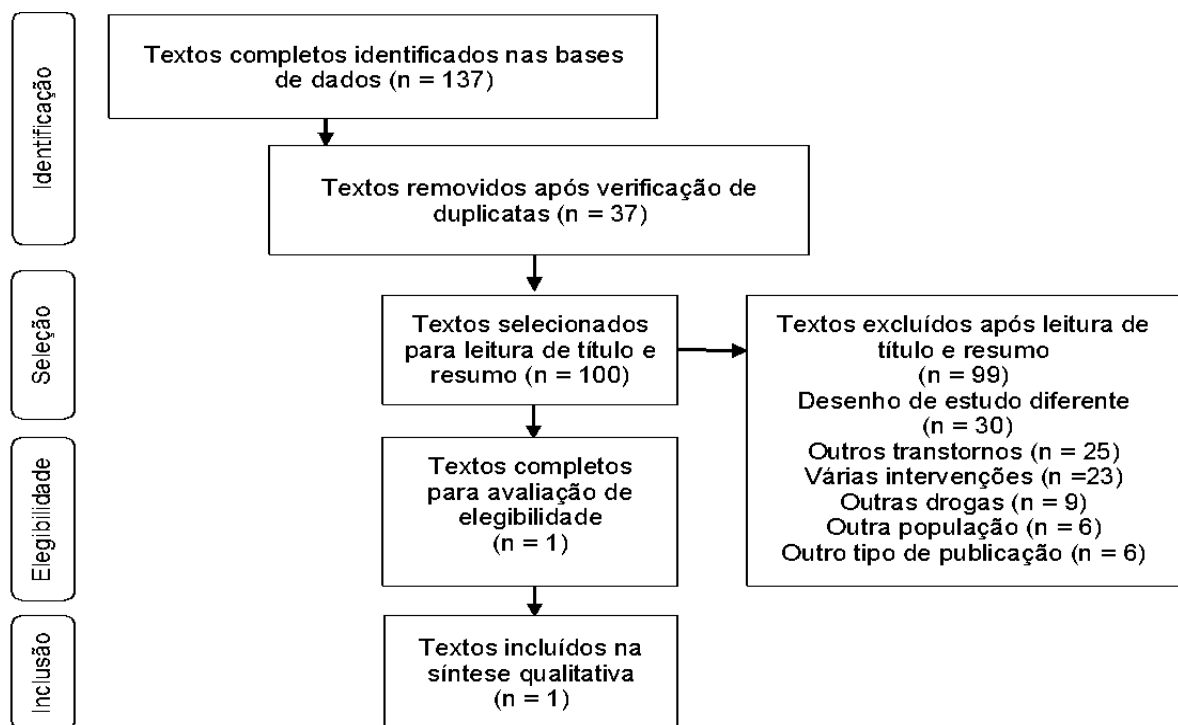 Identificação
Textos completos identificados nas bases
de dados (n = 137)
Textos removidos após verificação de
duplicatas (n = 37)
Seleção
Textos selecionados
para leitura de título e
resumo (n = 100)
Textos excluídos após leitura de
título e resumo
(n = 99)
Desenho de estudo diferente
(n = 30)
Outros transtornos (n = 25)
Várias intervenções (n =23)
Outras drogas (n = 9)
Outra população (n = 6)
Outro tipo de publicação (n = 6)
Elegibilidade
Textos completos
para avaliação de
elegibilidade
(n = 1)
Inclusão
Textos incluídos na
síntese qualitativa
(n = 1)